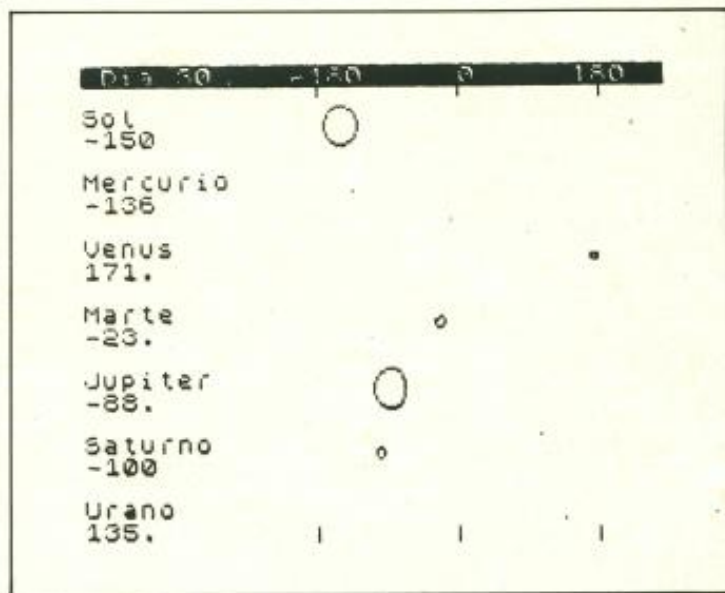 Dia 30. -180 0 180
Sol
-150
Mercurio
-136
Venus
171.
Marte
-23.
Jupiter
-88.
Saturno
-100
Urano
135.